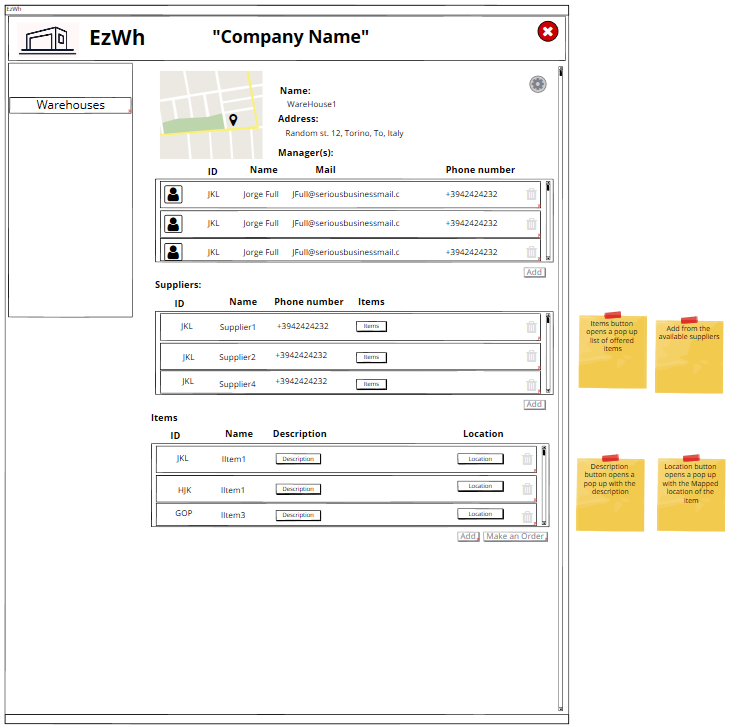 EzWh
EzWh
"Company Name"
Warehouses
Name:
WareHouse1
Address:
Random st. 12, Torino, To, Italy
Manager(s):
ID Name Mail Phone number
JKL Jorge Full JFull@seriousbusinessmail.c +3942424232
JKL Jorge Full JFull@seriousbusinessmail.c +3942424232
JKL Jorge Full JFull@seriousbusinessmail.c +3942424232
Add
Suppliers:
ID Name Phone number Items
JKL Supplier1 +3942424232 Items
JKL Supplier2 +3942424232 Items
JKL Supplier4 +3942424232 Items
Add
Items
ID Name Description Location
JKL IItem1 Description Location
HJK IItem1 Description Location
GOP IItem3 Description Location
Add Make an Order
Items button
opens a pop up
list of offered
items
Add from the
available suppliers
Description
button opens a
pop up with the
description
Location button
opens a pop up
with the Mapped
location of the
item